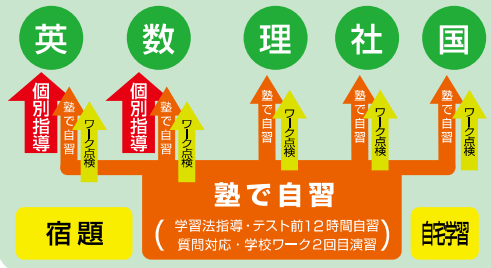 英 数 理 社 国
個別指導 塾で自習 ワーク点検
個別指導 塾で自習 ワーク点検
塾で自習 ワーク点検
塾で自習 ワーク点検
塾で自習 ワーク点検
塾で自習
(学習法指導・テスト前12時間自習
質問対応・学校ワーク2回目演習)
宿題
自宅学習